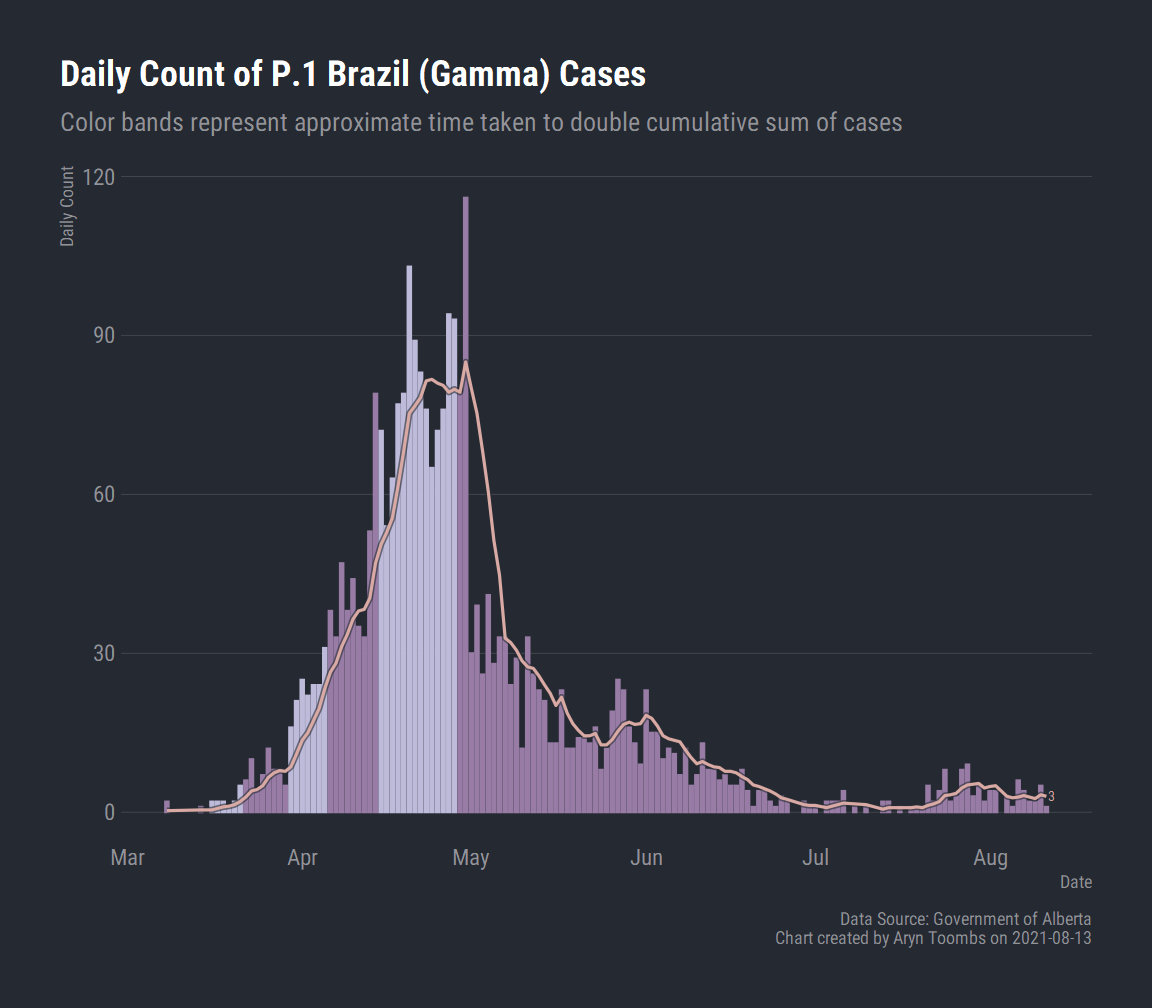 Daily Count of P.1 Brazil (Gamma) Cases
Color bands represent approximate time taken to double cumulative sum of cases
Daily Count
120
90
60
30
0
3
Mar Apr May Jun Jul Aug
Date
Data Source: Government of Alberta
Chart created by Aryn Toombs on 2021-08-13